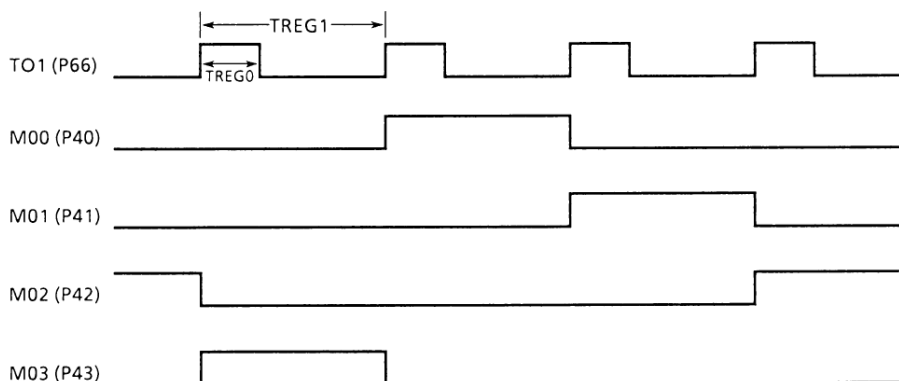 TREG1
TO1 (P66)
TREG0
M00 (P40)
M01 (P41)
M02 (P42)
M03 (P43)